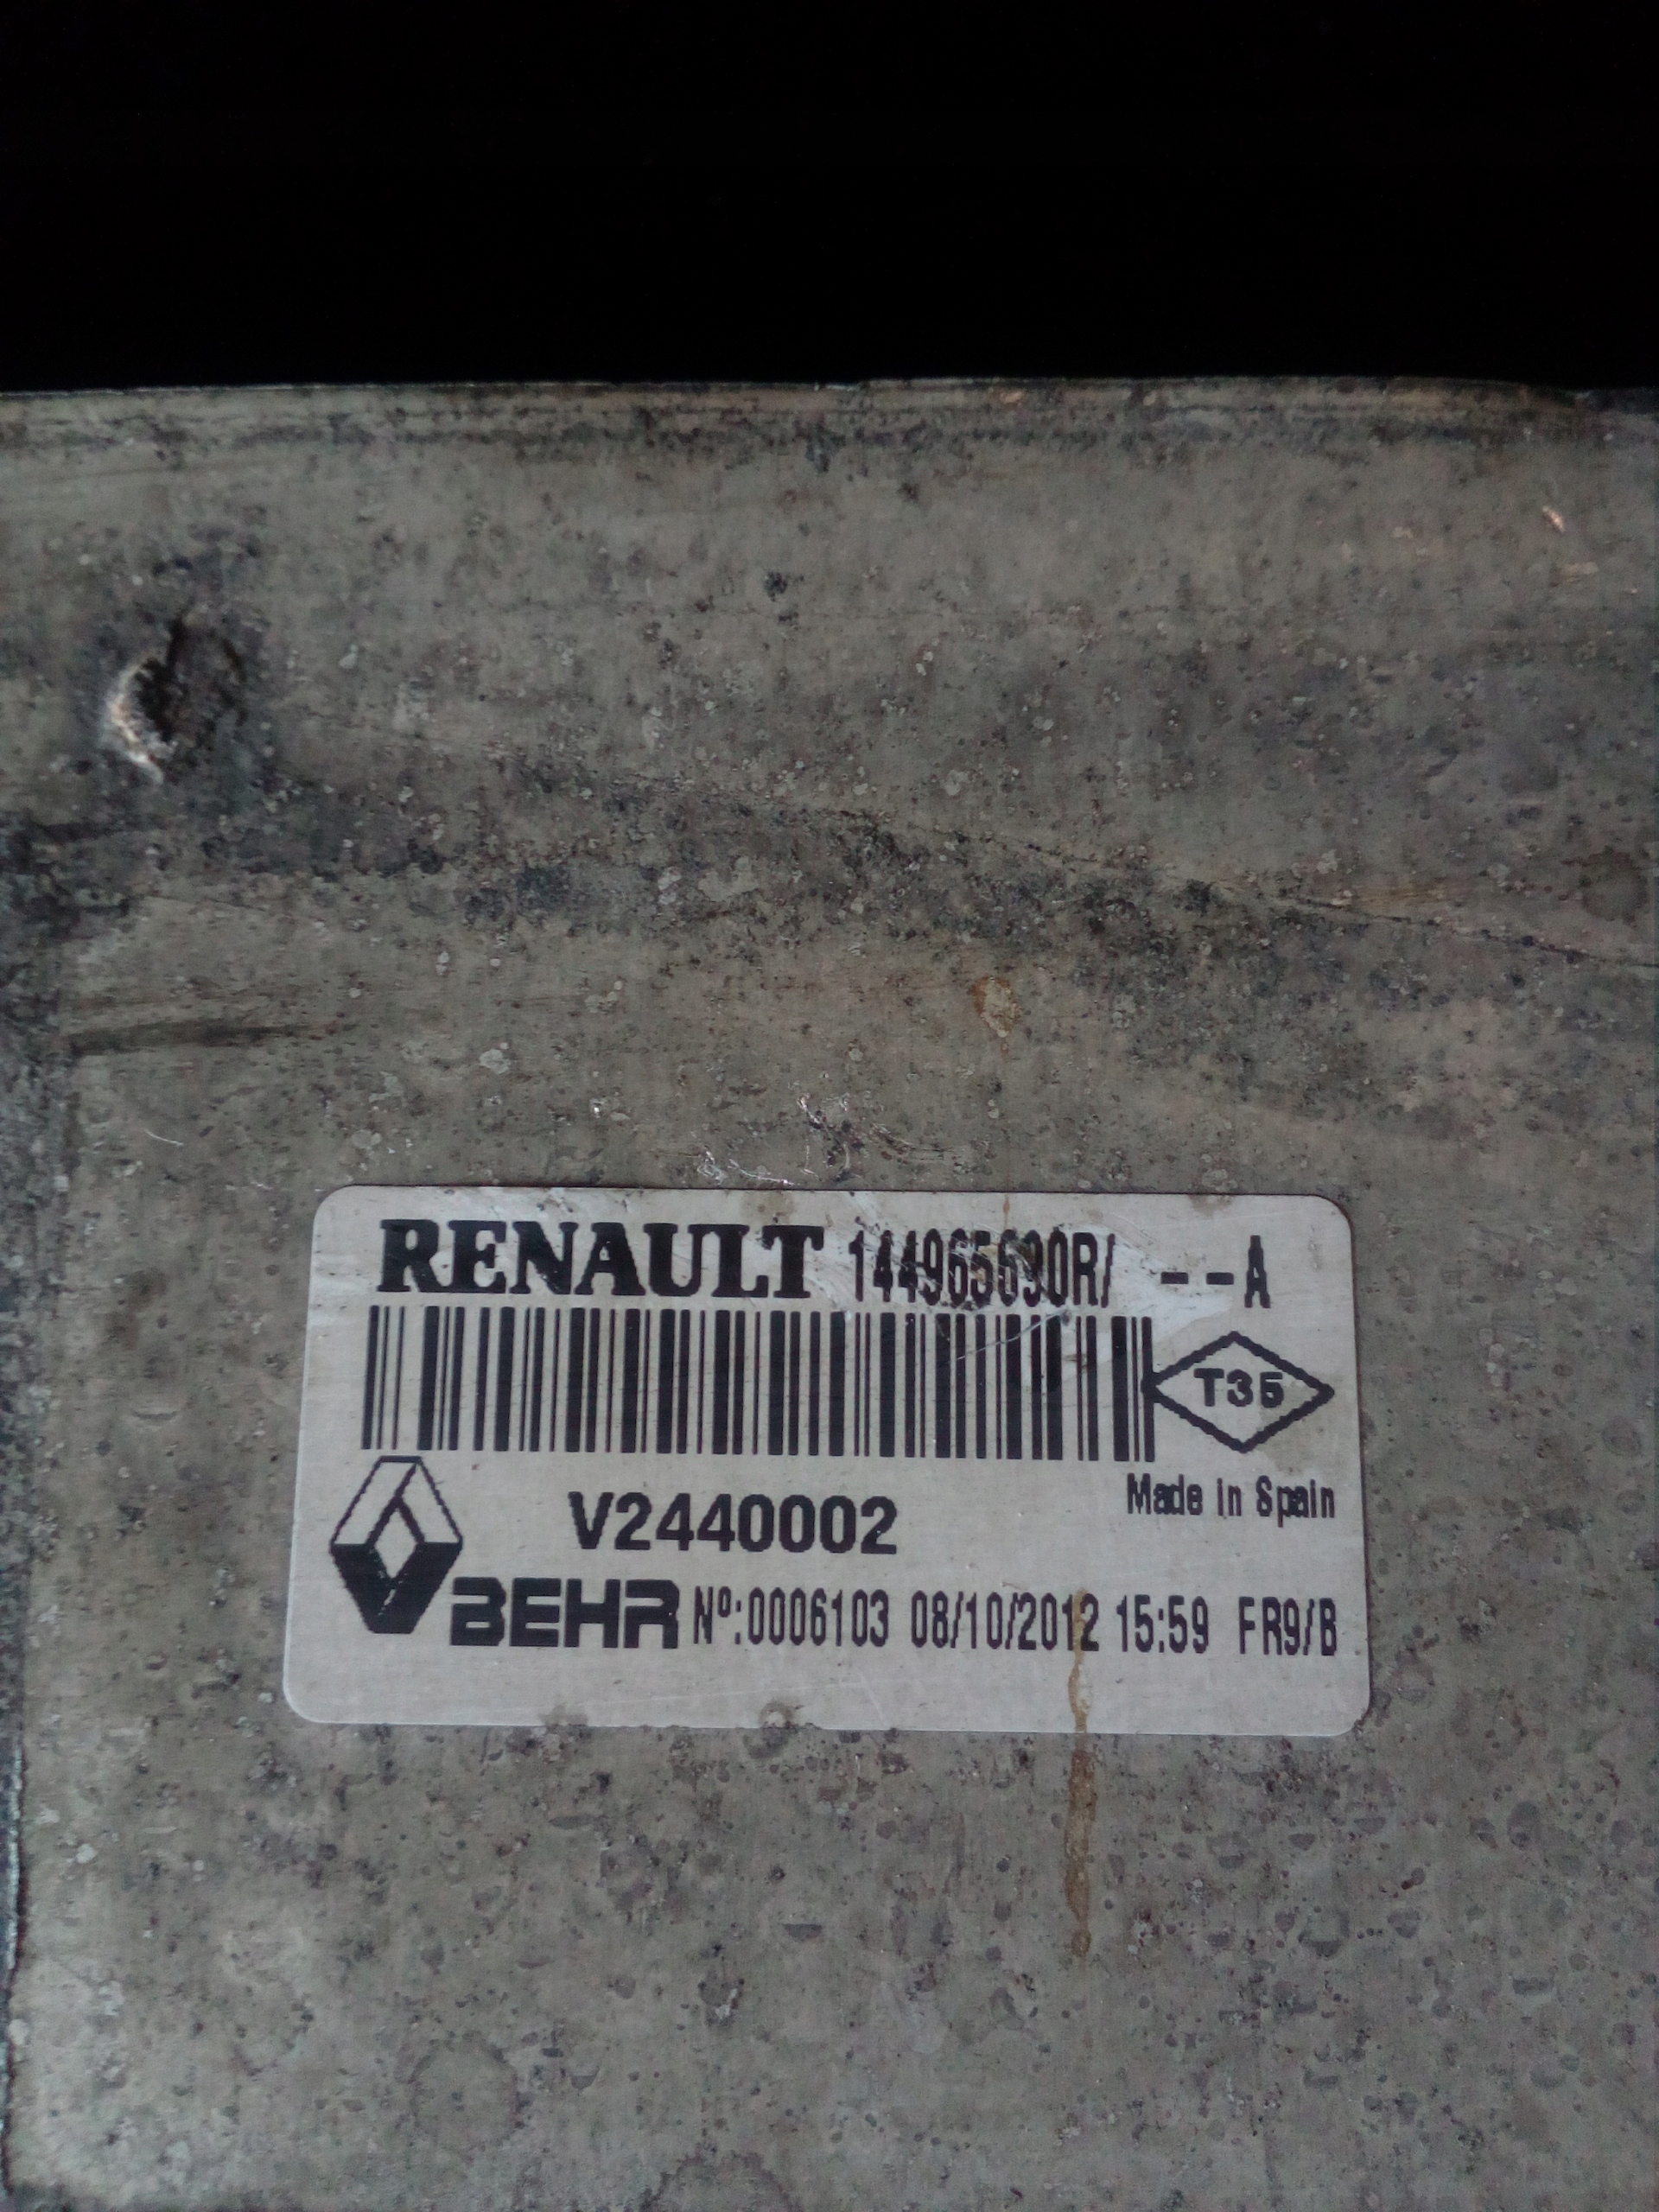 RENAULT 144965690R/ --A
T35
Made in Spain
V2440002
BEHR Nº:0006103 08/10/2012 15:59 FR9/B